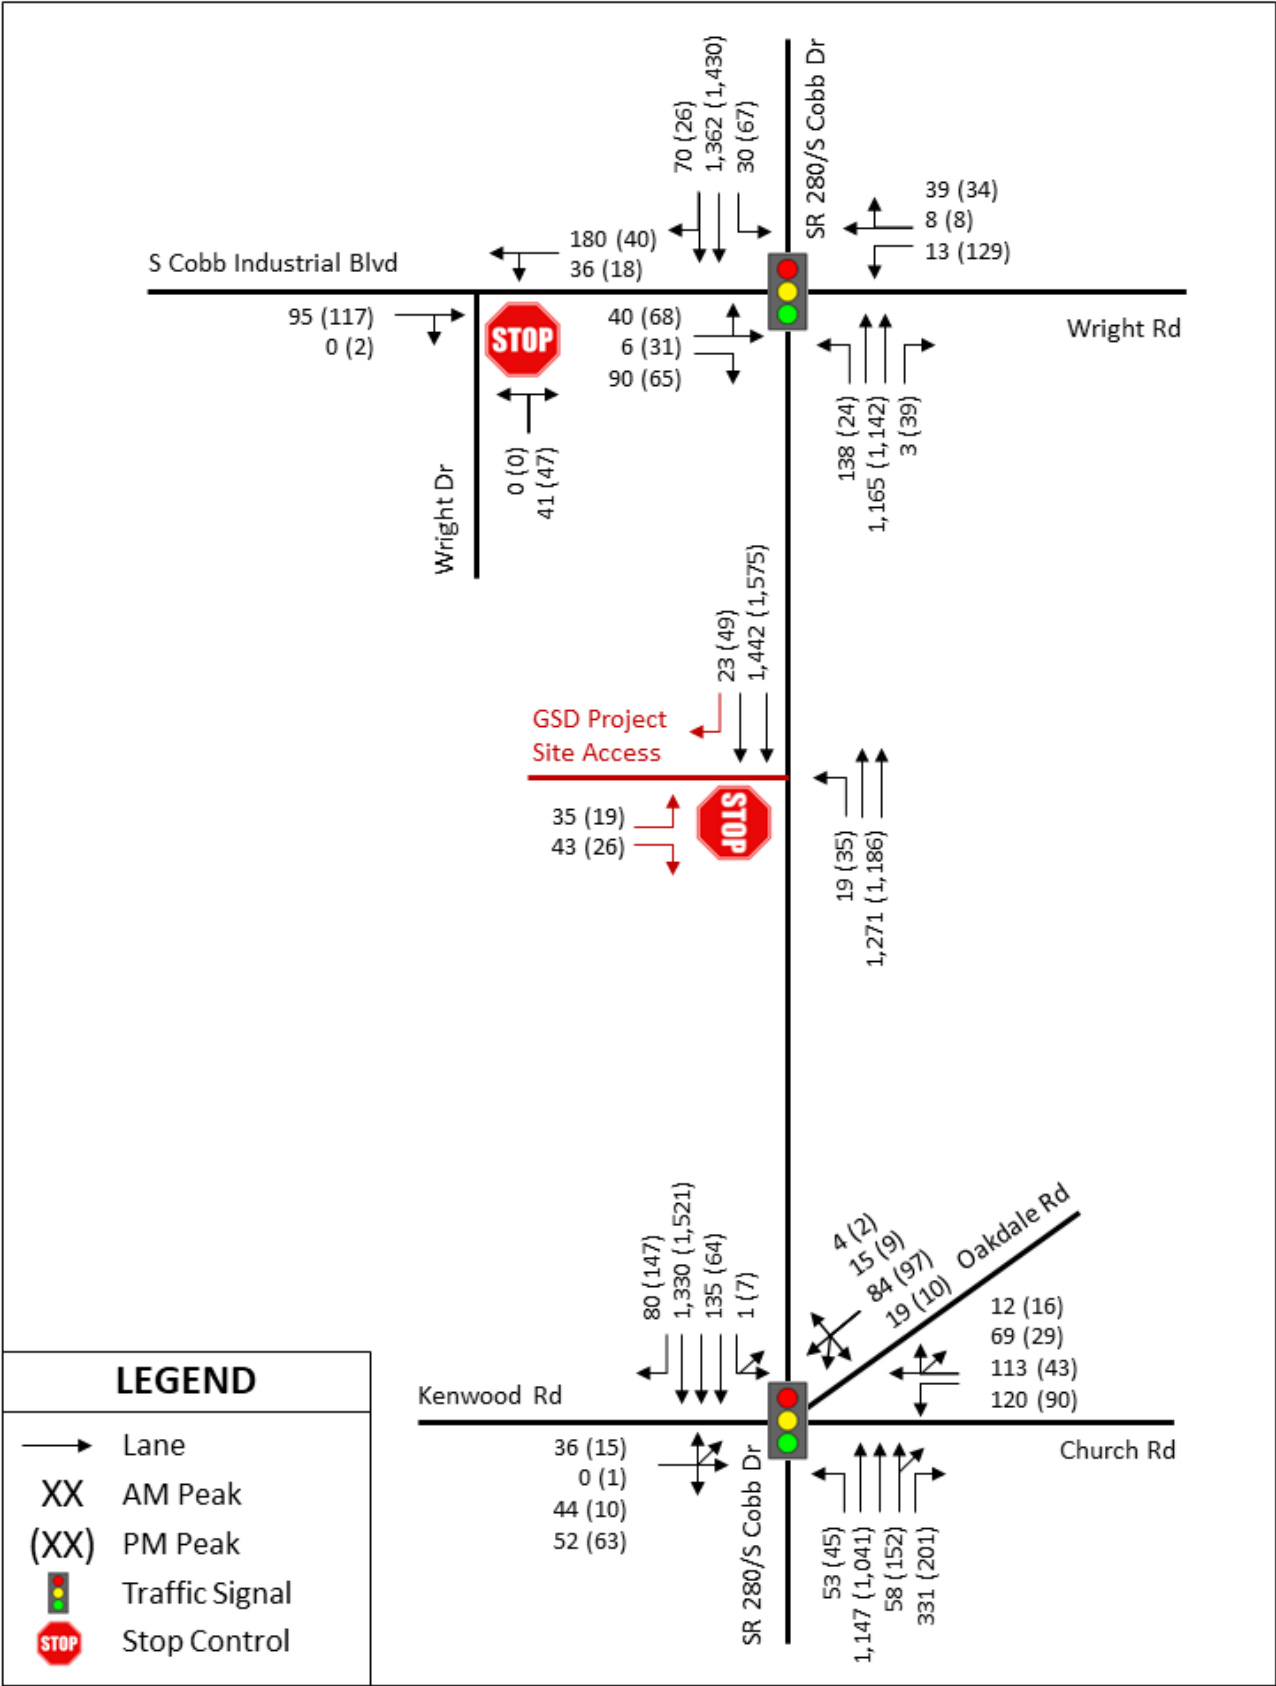 70 (26)
1,362 (1,430)
30 (67)
SR 280/S Cobb Dr
39 (34)
8 (8)
13 (129)
S Cobb Industrial Blvd
180 (40)
36 (18)
95 (117)
0 (2)
STOP
40 (68)
6 (31)
90 (65)
Wright Rd
Wright Dr
0 (0)
41 (47)
138 (24)
1,165 (1,142)
3 (39)
23 (49)
1,442 (1,575)
GSD Project
Site Access
35 (19)
43 (26)
STOP
19 (35)
1,271 (1,186)
80 (147)
1,330 (1,521)
135 (64)
1 (7)
4 (2)
15 (9)
84 (97)
19 (10)
Oakdale Rd
12 (16)
69 (29)
113 (43)
120 (90)
Kenwood Rd
36 (15)
0 (1)
44 (10)
52 (63)
SR 280/S Cobb Dr
Church Rd
53 (45)
1,147 (1,041)
58 (152)
331 (201)
LEGEND
Lane
XX AM Peak
(XX) PM Peak
Traffic Signal
STOP Stop Control